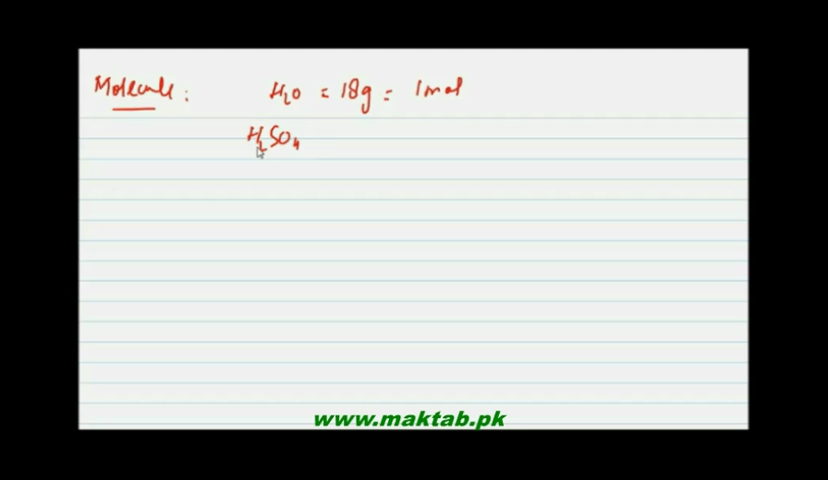 Molecule : H₂O = 18g = 1mol
H₂SO₄
www.maktab.pk